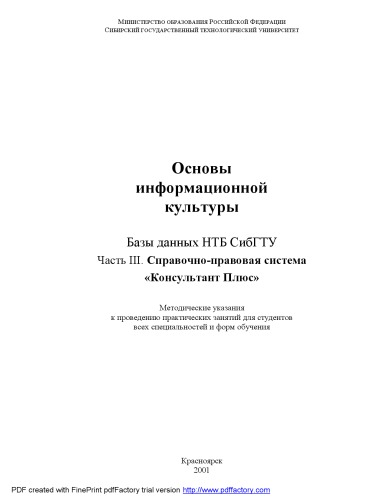 Министерство образования Российской Федерации
Сибирский государственный технологический университет
Основы
информационной
культуры
Базы данных НТБ СибГТУ
Часть III. Справочно-правовая система
«Консультант Плюс»
Методические указания
к проведению практических занятий для студентов
всех специальностей и форм обучения
Красноярск
2001
PDF created with FinePrint pdfFactory trial version http://www.pdffactory.com